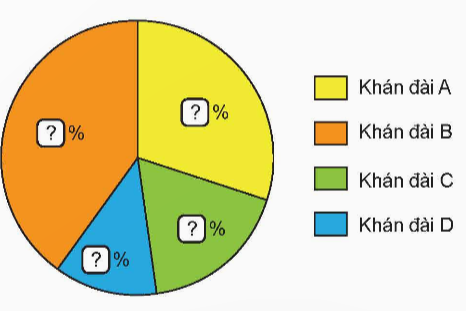 ? %
Khán đài A
? %
Khán đài B
? %
Khán đài C
? %
Khán đài D